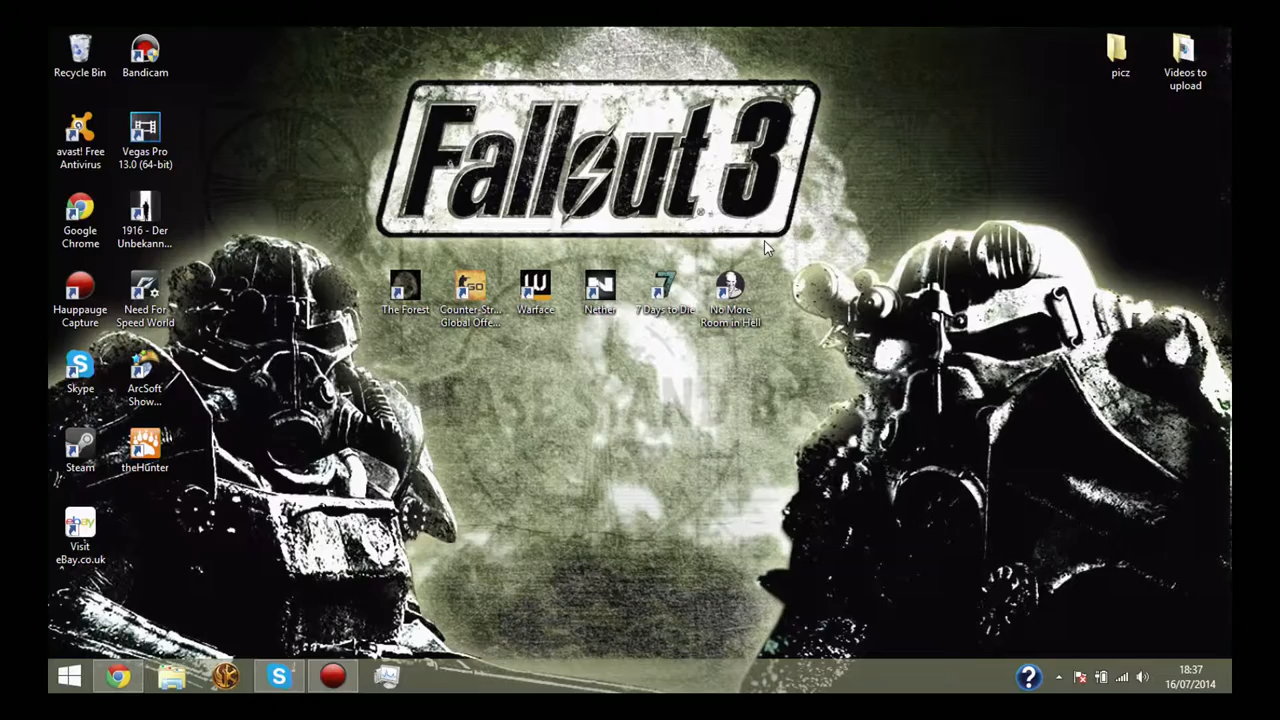 Fallout 3
Recycle Bin
Bandicam
picz
Videos to
upload
avast! Free
Antivirus
Vegas Pro
13.0 (64-bit)
Google
Chrome
1916 - Der
Unbekann...
Hauppauge
Capture
Need For
Speed World
The Forest
Counter-Str...
Global Offe...
Warface
Nether
7 Days to Die
No More
Room in Hell
Skype
ArcSoft
Show...
Steam
theHunter
Visit
eBay.co.uk
18:37
16/07/2014